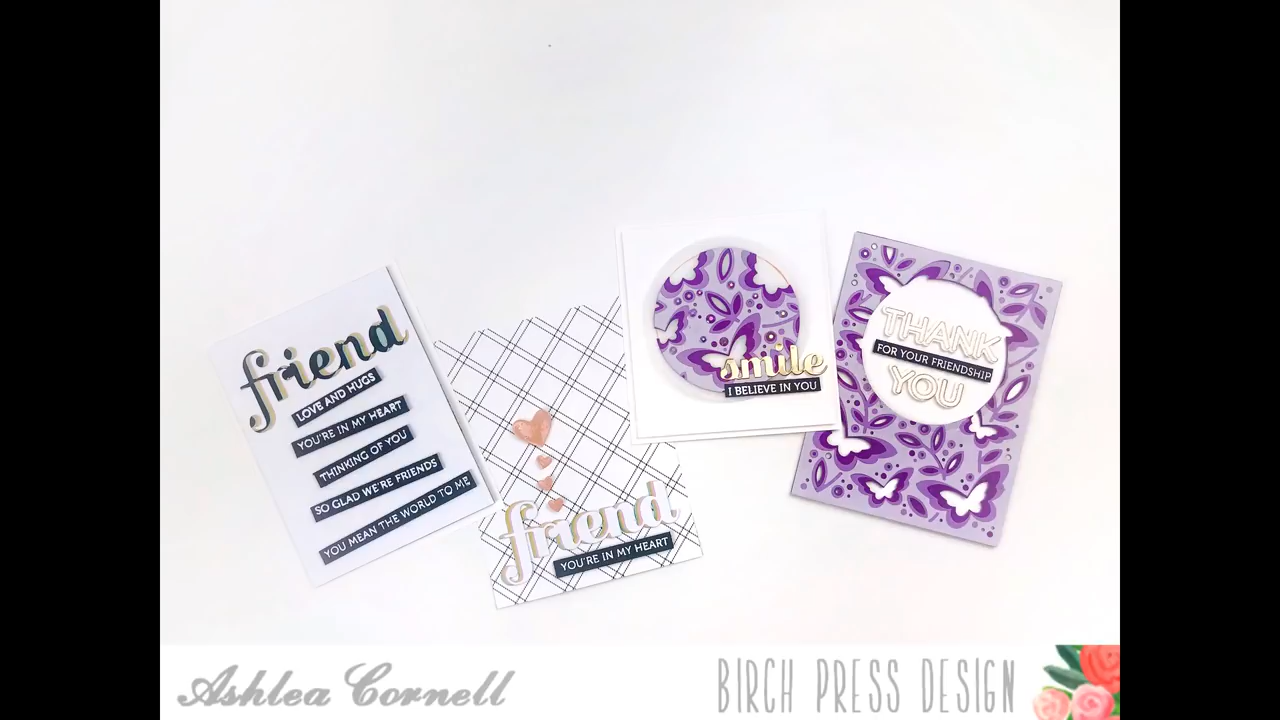 friend
LOVE AND HUGS
YOU'RE IN MY HEART
THINKING OF YOU
SO GLAD WE'RE FRIENDS
YOU MEAN THE WORLD TO ME
friend
YOU'RE IN MY HEART
smile
I BELIEVE IN YOU
THANK
FOR YOUR FRIENDSHIP
YOU
Ashlea Cornell
BIRCH PRESS DESIGN